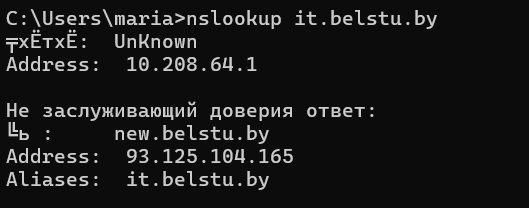 C:\Users\maria>nslookup it.belstu.by
╤хЁтхЁ:  UnKnown
Address:  10.208.64.1
Не заслуживающий доверия ответ:
╚ь :     new.belstu.by
Address:  93.125.104.165
Aliases:  it.belstu.by